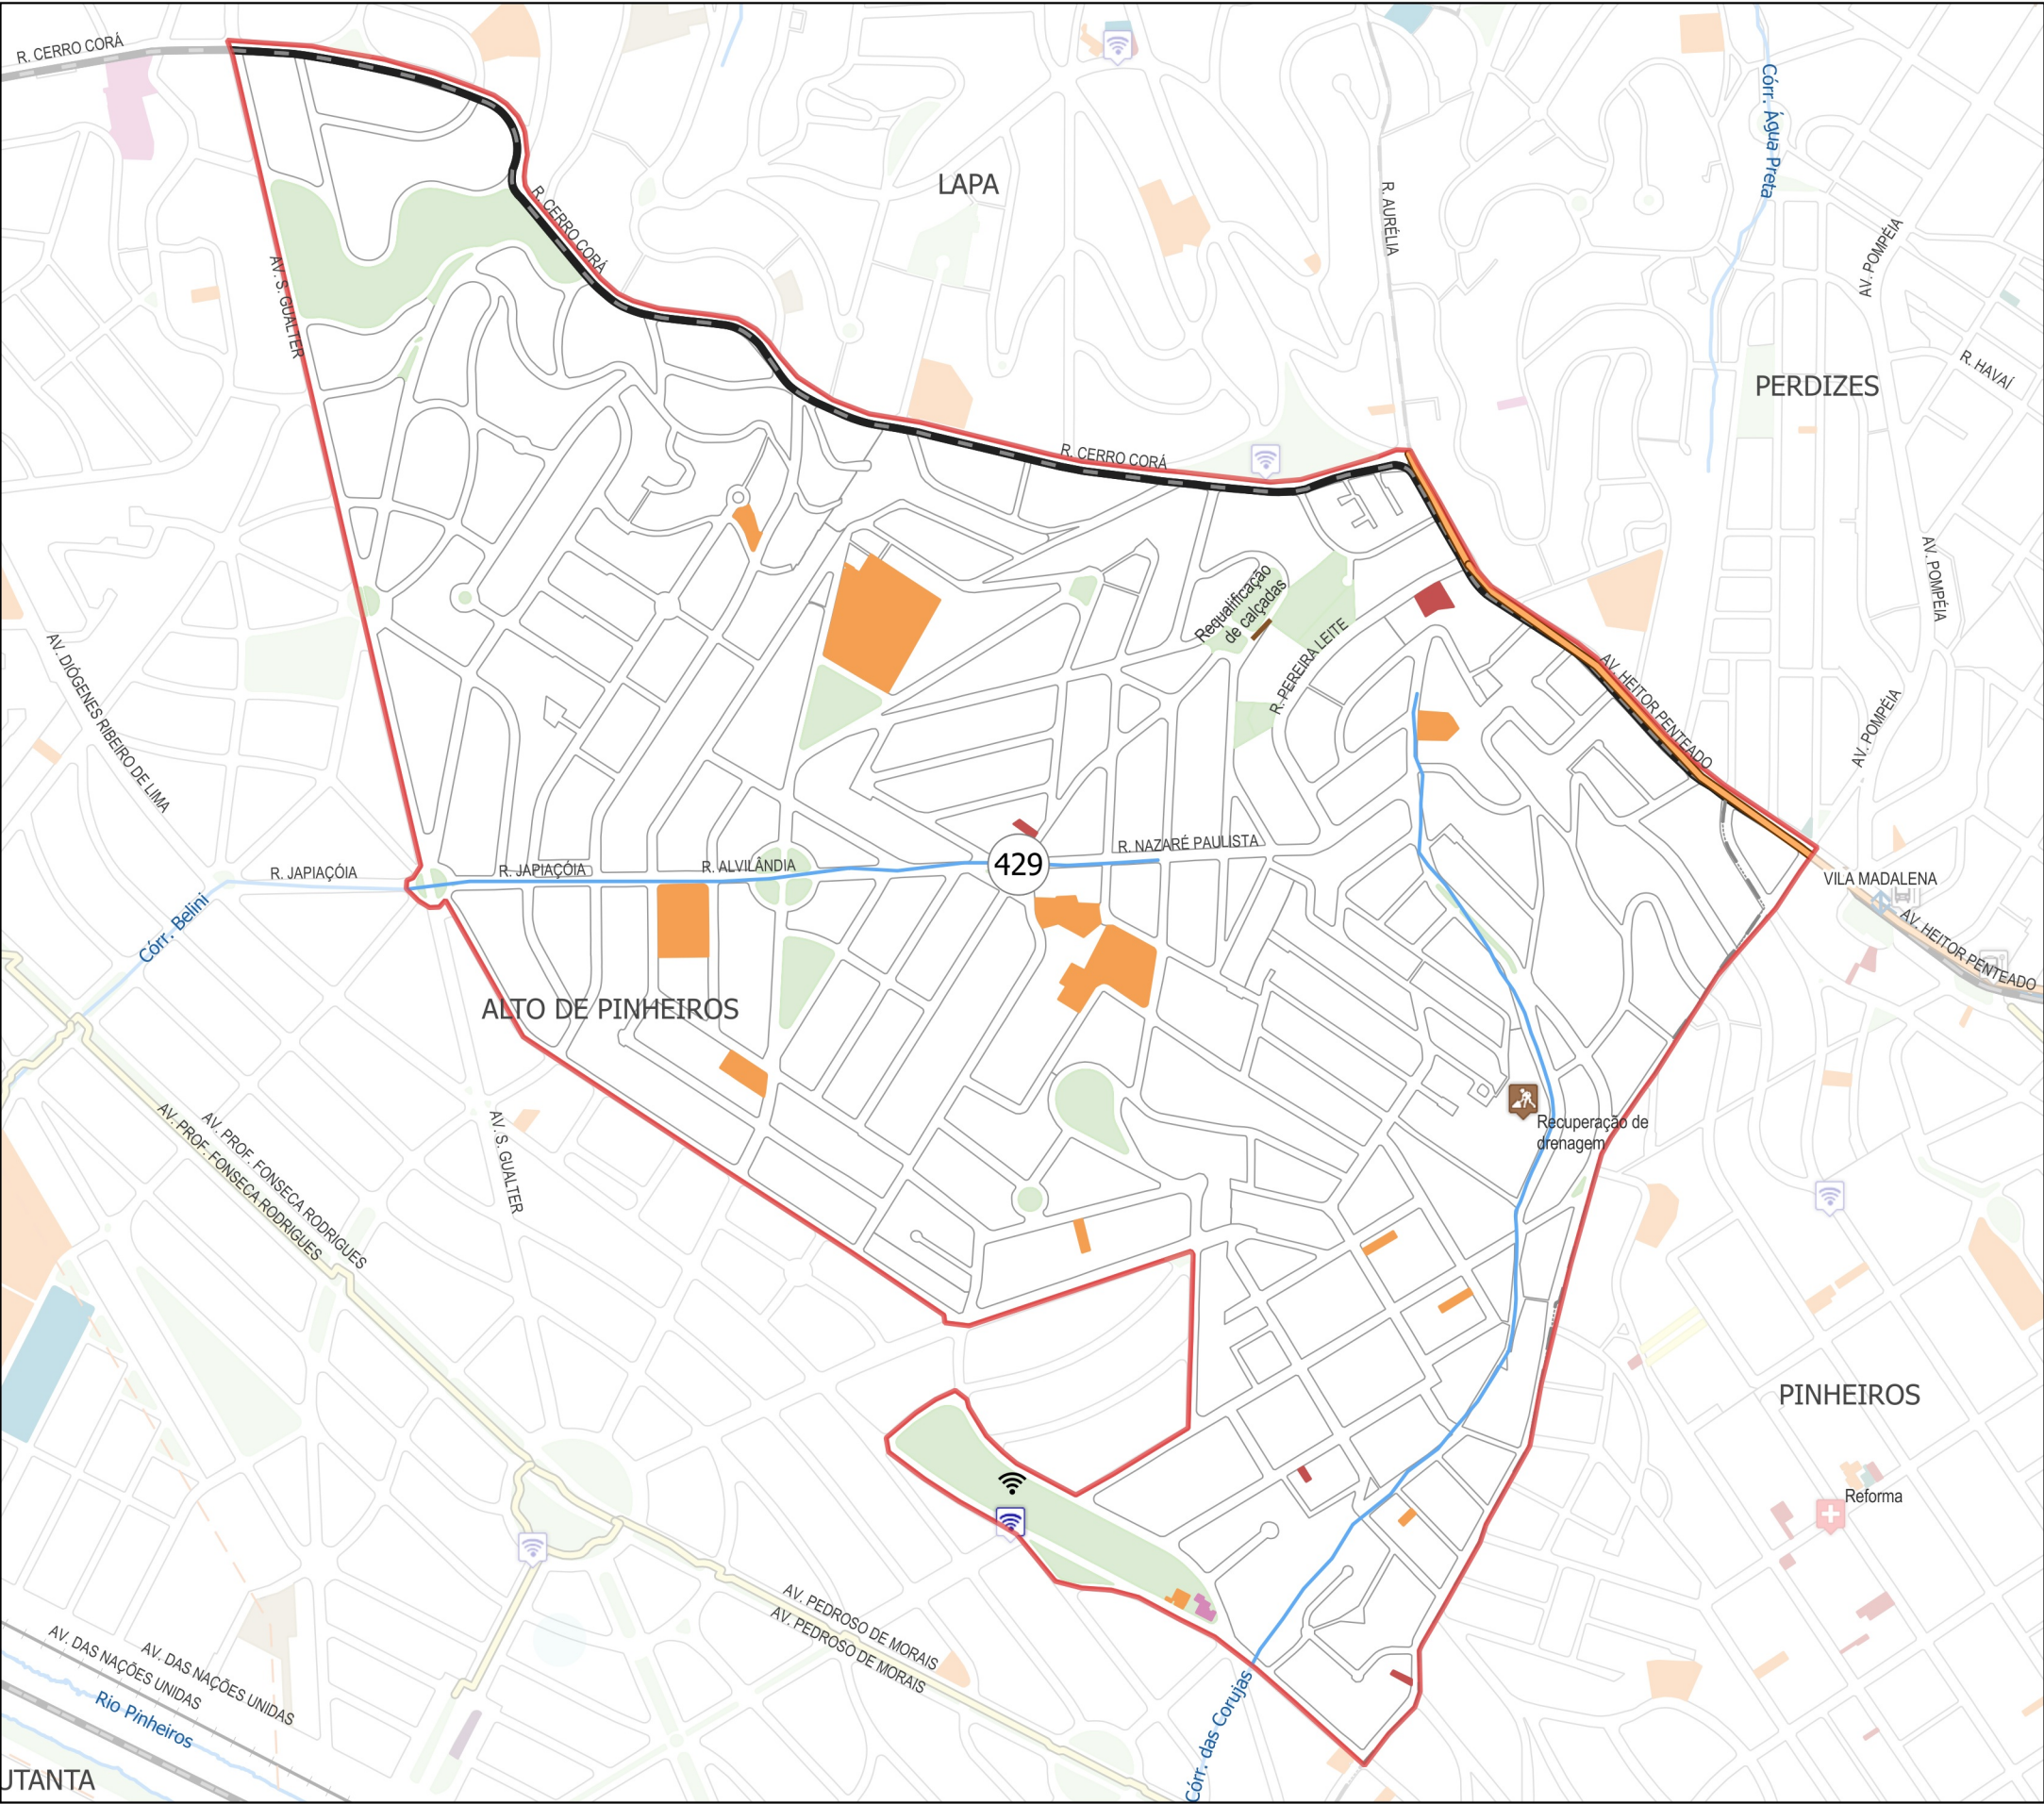 R. CERRO CORÁ
Córr. Água Preta
LAPA
R. AURÉLIA
R. CERRO CORÁ
AV. POMPÉIA
AV. S. GUALTER
R. HAVAÍ
PERDIZES
R. CERRO CORÁ
AV. POMPÉIA
Requalificação
de calçadas
R. PEREIRA LEITE
AV. DIÓGENES RIBEIRO DE LIMA
AV. HEITOR PENTEADO
AV. POMPÉIA
R. JAPIAÇÓIA
R. JAPIAÇÓIA
R. ALVILÂNDIA
429
R. NAZARÉ PAULISTA
VILA MADALENA
Córr. Belini
AV. HEITOR PENTEADO
ALTO DE PINHEIROS
AV. PROF. FONSECA RODRIGUES
AV. PROF. FONSECA RODRIGUES
AV. S. GUALTER
Recuperação de
drenagem
PINHEIROS
Reforma
AV. PEDROSO DE MORAIS
AV. PEDROSO DE MORAIS
AV. DAS NAÇÕES UNIDAS
AV. DAS NAÇÕES UNIDAS
Rio Pinheiros
Córr. das Corujas
UTANTA